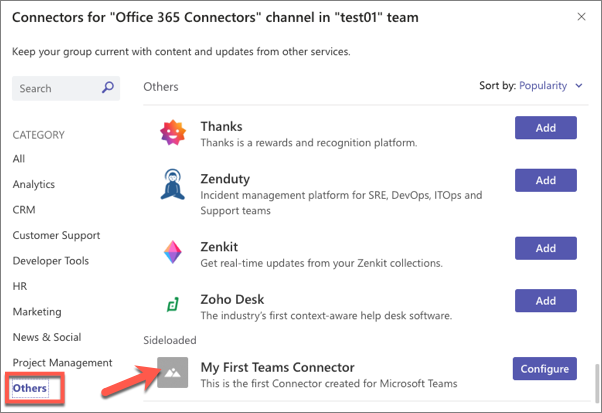 Connectors for "Office 365 Connectors" channel in "test01" team
Keep your group current with content and updates from other services.
Search
Others
Sort by: Popularity
CATEGORY
All
Analytics
CRM
Customer Support
Developer Tools
HR
Marketing
News & Social
Project Management
Others
Thanks
Thanks is a rewards and recognition platform.
Add
Zenduty
Incident management platform for SRE, DevOps, ITOps and
Support teams
Add
Zenkit
Get real-time updates from your Zenkit collections.
Add
Zoho Desk
The industry's first context-aware help desk software.
Add
Sideloaded
My First Teams Connector
This is the first Connector created for Microsoft Teams
Configure